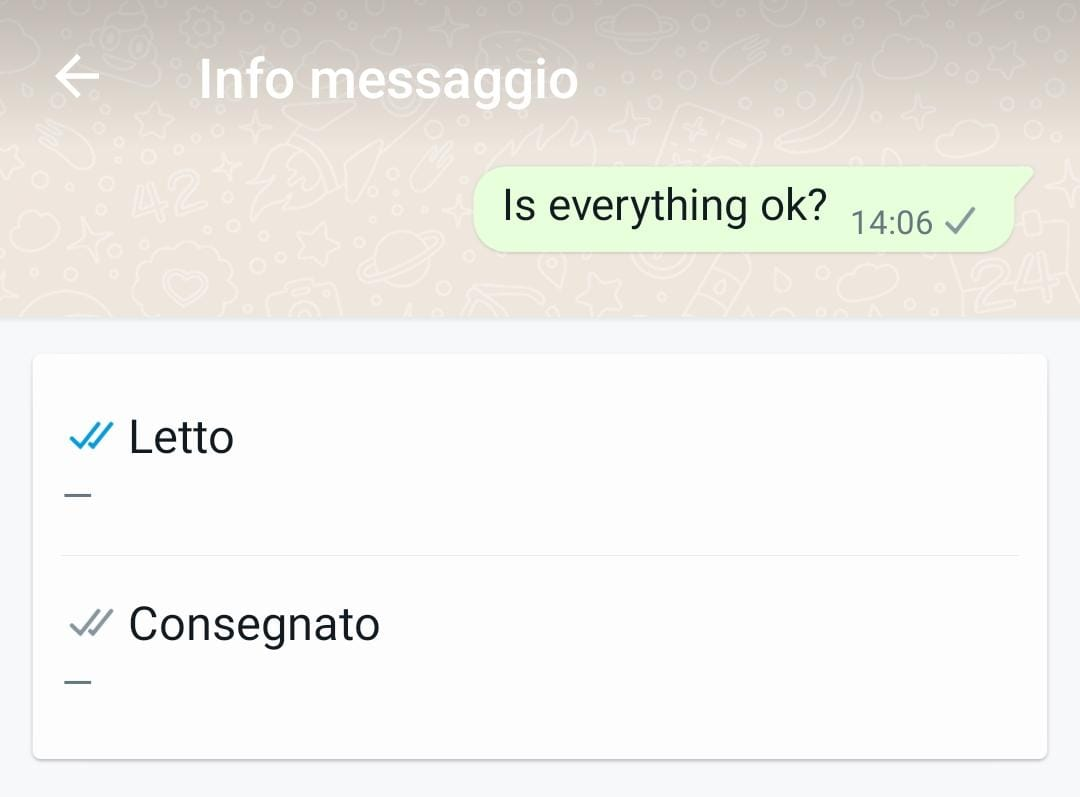 Info messaggio
Is everything ok? 14:06
Letto
—
Consegnato
—